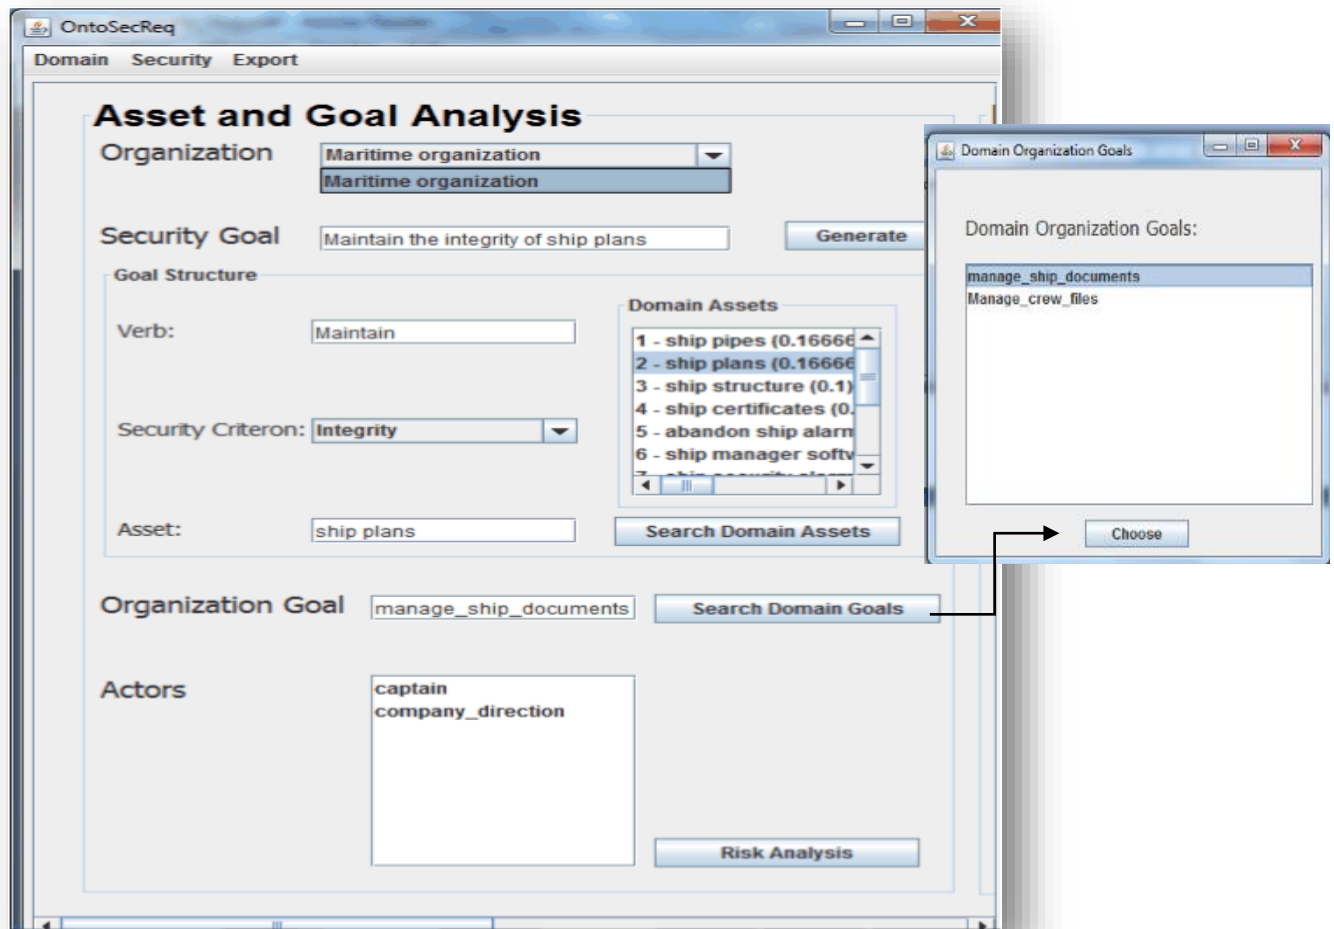 OntoSecReq
Domain Security Export
Asset and Goal Analysis
Organization
Maritime organization
Maritime organization
Security Goal
Maintain the integrity of ship plans
Generate
Goal Structure
Verb:
Maintain
Domain Assets
1 - ship pipes (0.16666
2 - ship plans (0.16666
3 - ship structure (0.1)
4 - ship certificates (0.
5 - abandon ship alarm
6 - ship manager softw
Security Criteron:
Integrity
Asset:
ship plans
Search Domain Assets
Organization Goal
manage_ship_documents
Search Domain Goals
Actors
captain
company_direction
Risk Analysis
Domain Organization Goals
Domain Organization Goals:
manage_ship_documents
Manage_crew_files
Choose